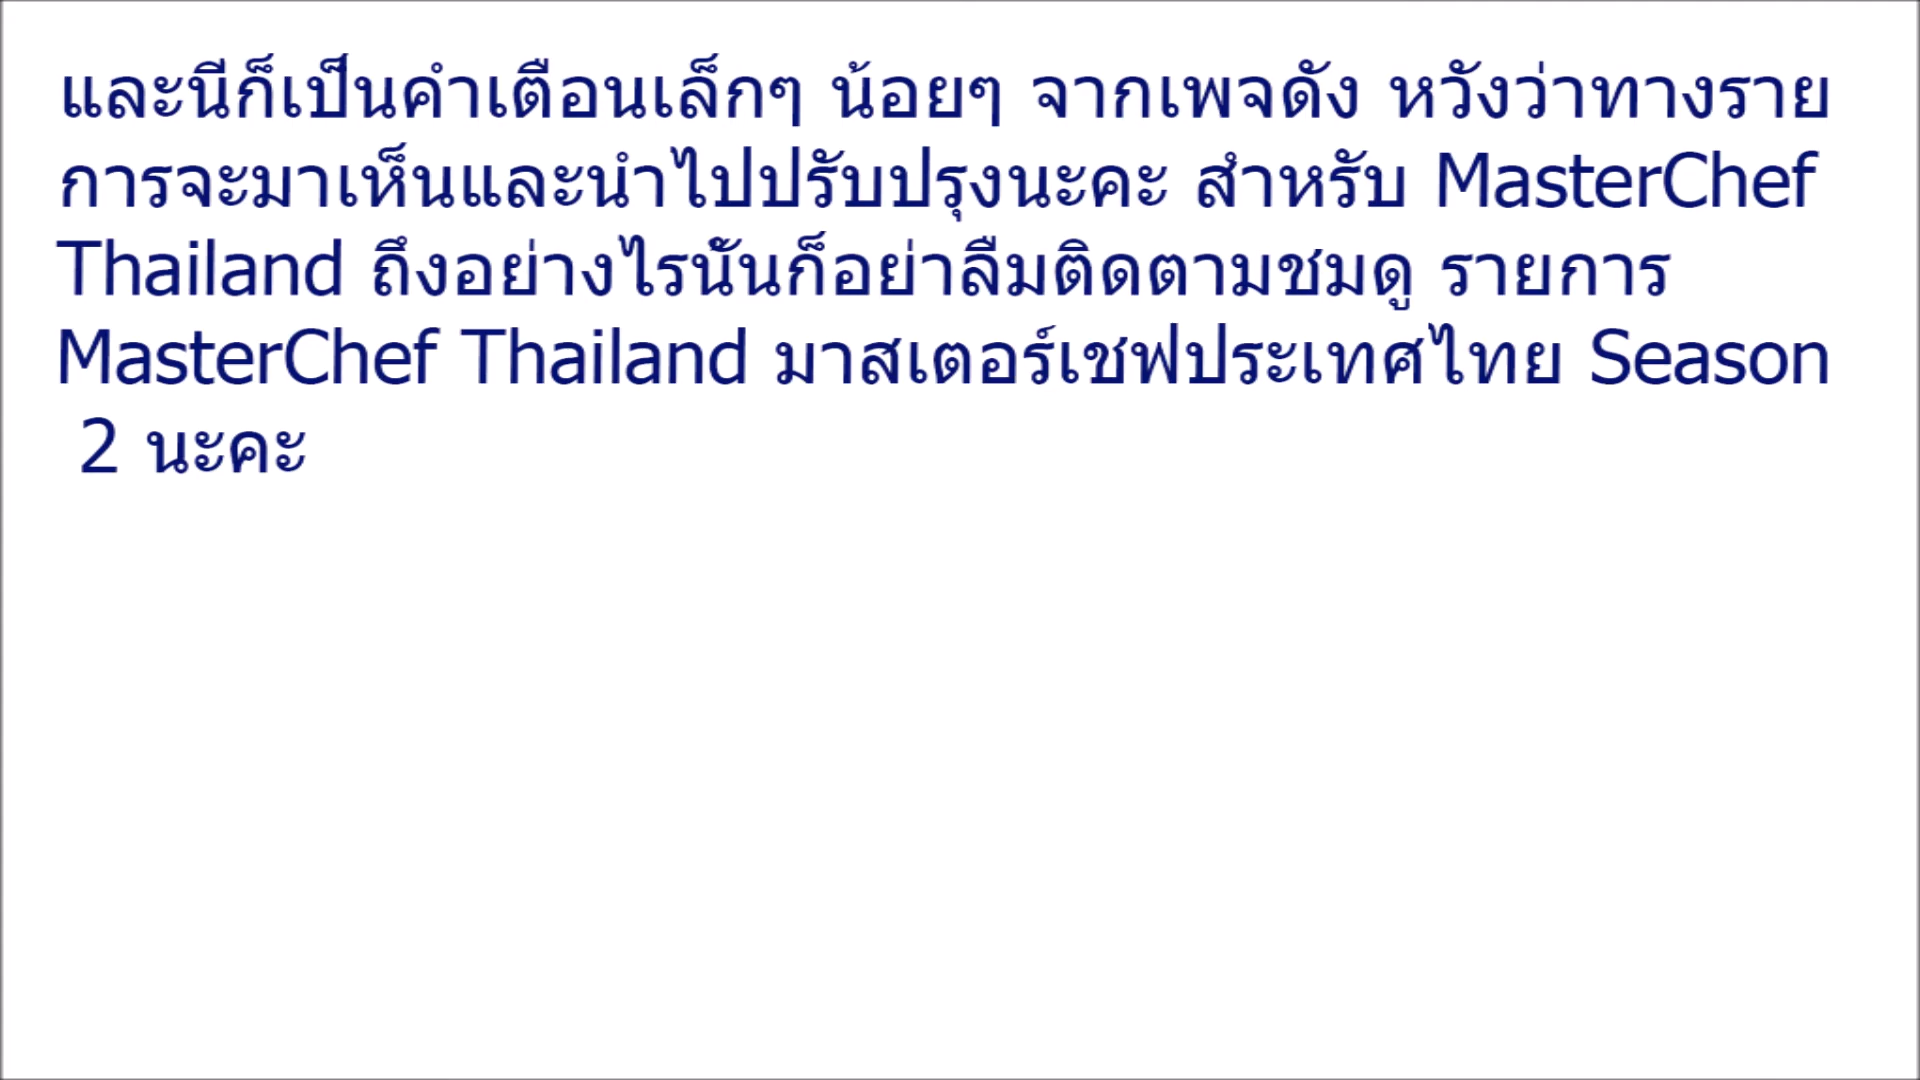 และนี่ก็เป็นคำเตือนเล็กๆ น้อยๆ จากเพจดัง หวังว่าทางราย
การจะมาเห็นและนำไปปรับปรุงนะคะ สำหรับ MasterChef
Thailand ถึงอย่างไรนั้นก็อย่าลืมติดตามชมดู รายการ
MasterChef Thailand มาสเตอร์เชฟประเทศไทย Season
2 นะคะ